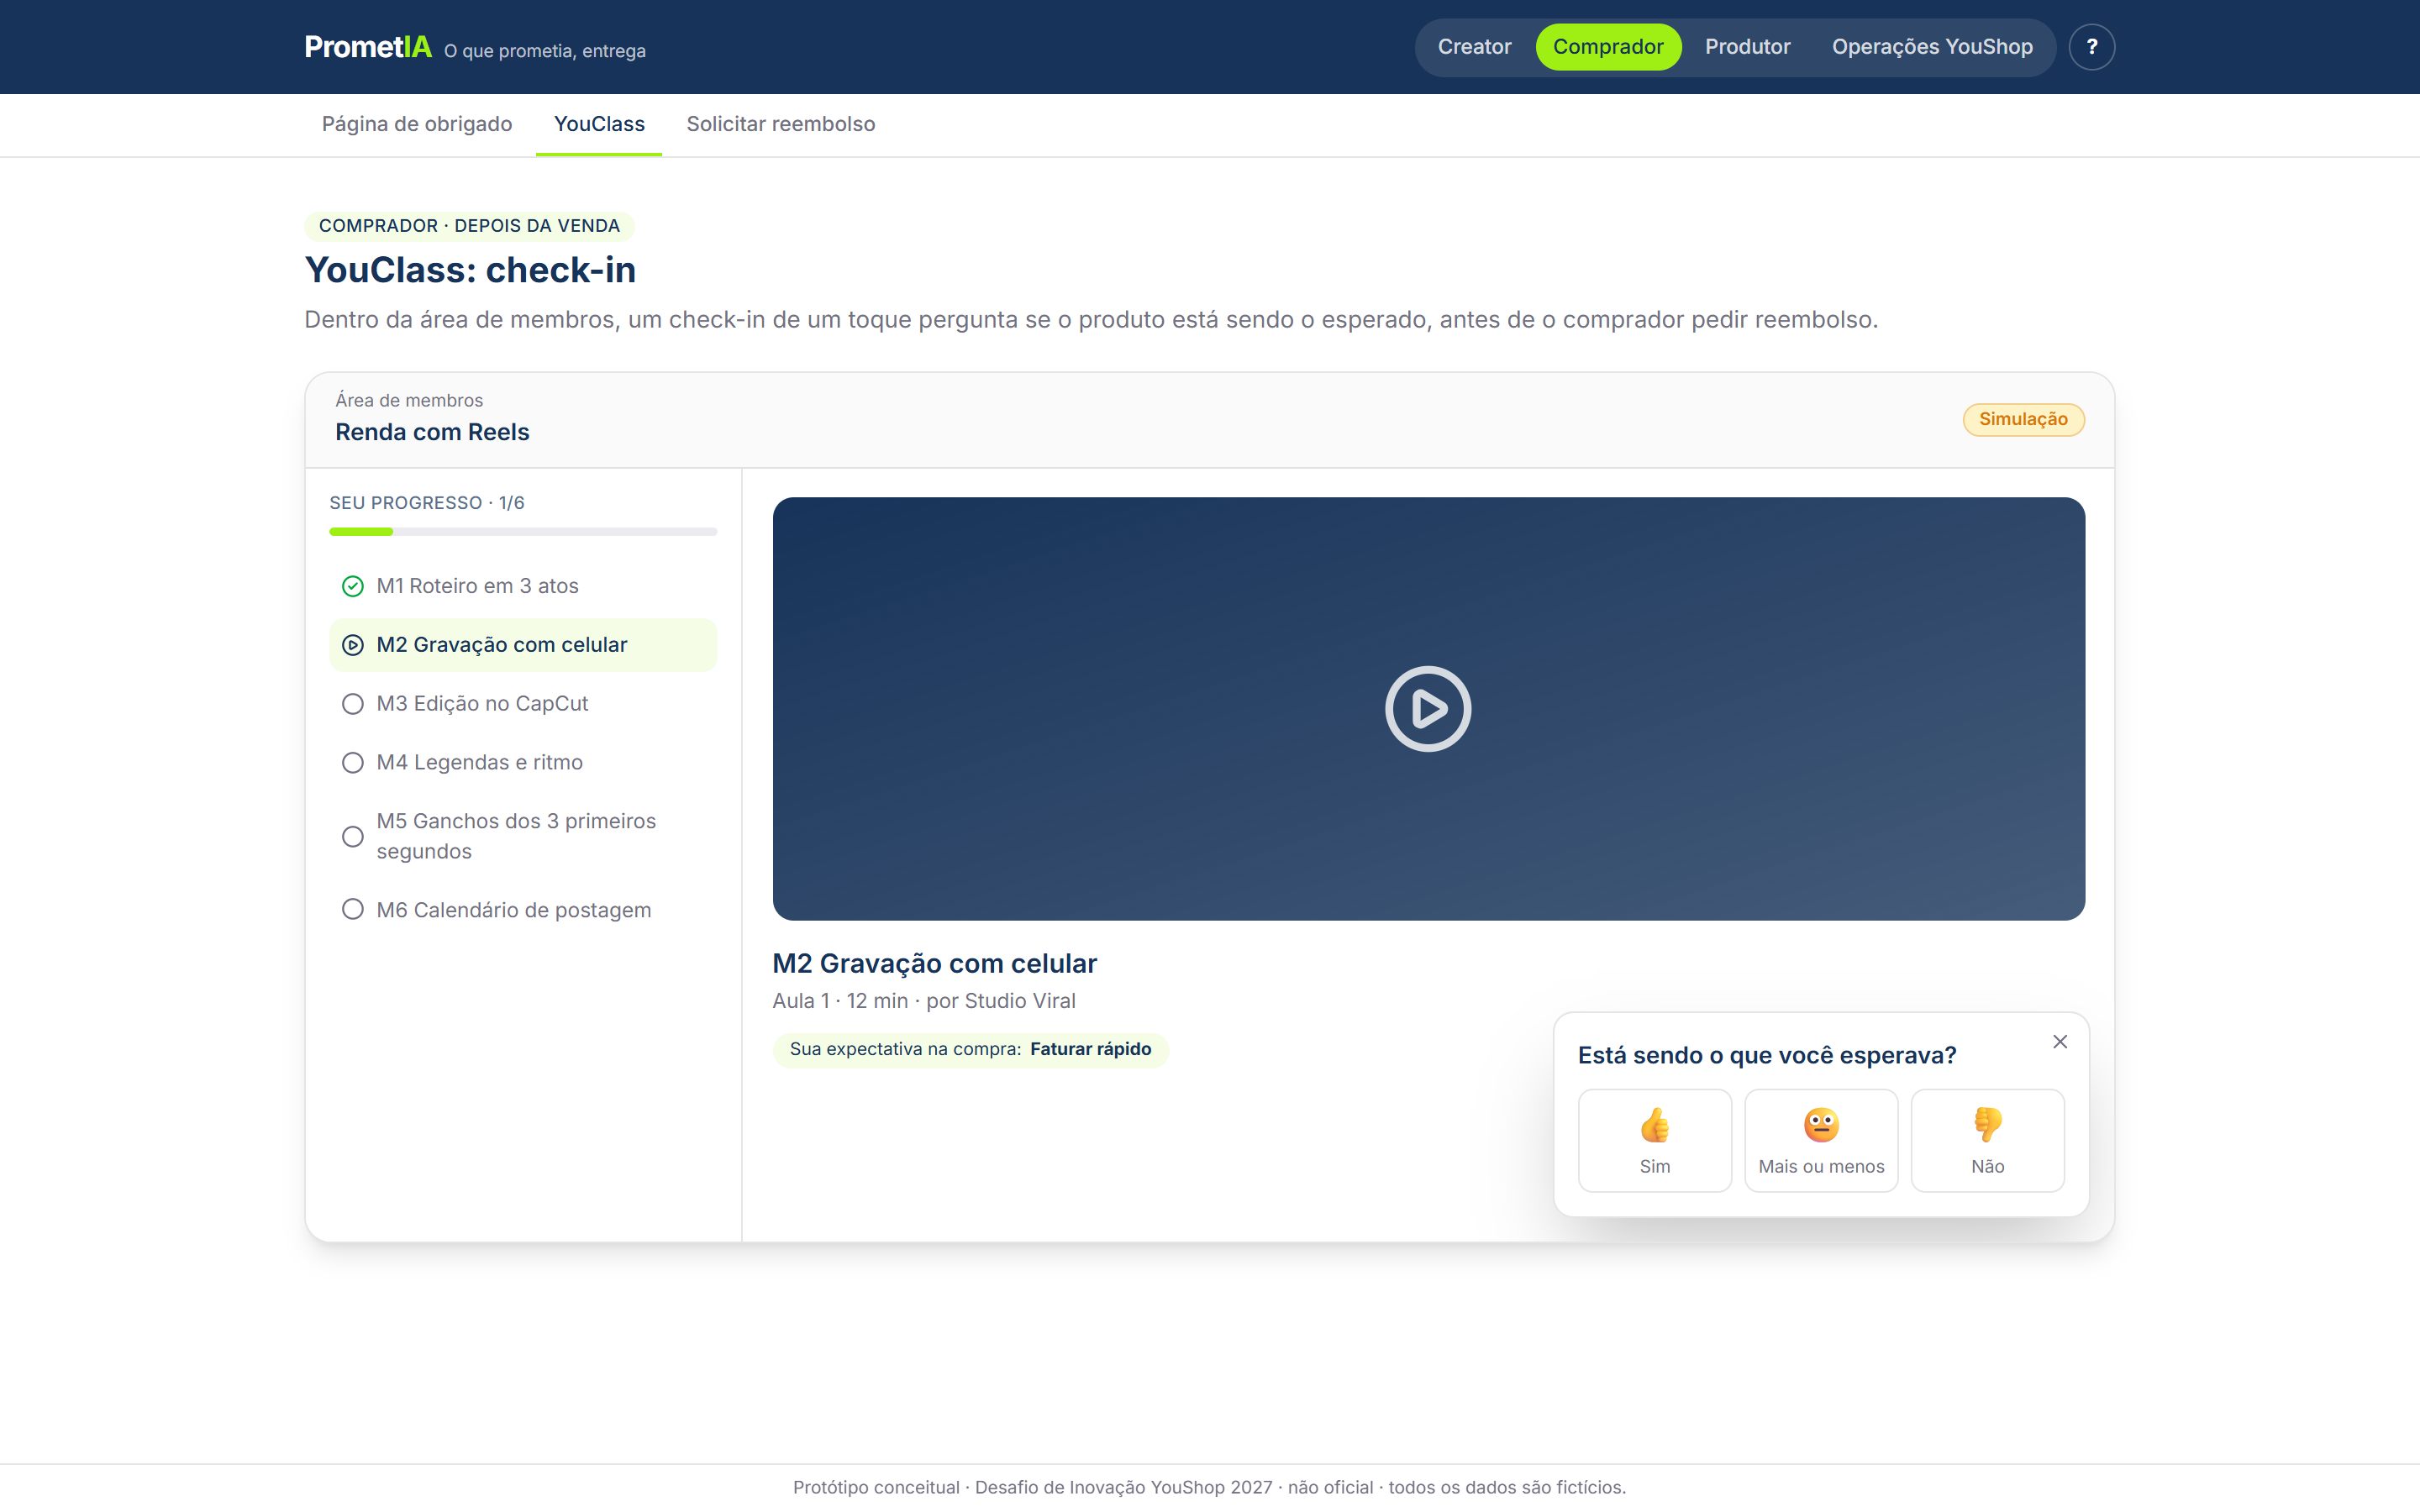 PrometIA O que prometia, entrega
Creator Comprador Produtor Operações YouShop ?
Página de obrigado YouClass Solicitar reembolso
COMPRADOR · DEPOIS DA VENDA
YouClass: check-in
Dentro da área de membros, um check-in de um toque pergunta se o produto está sendo o esperado, antes de o comprador pedir reembolso.
Área de membros
Renda com Reels
Simulação
SEU PROGRESSO · 1/6
M1 Roteiro em 3 atos
M2 Gravação com celular
M3 Edição no CapCut
M4 Legendas e ritmo
M5 Ganchos dos 3 primeiros
segundos
M6 Calendário de postagem
M2 Gravação com celular
Aula 1 · 12 min · por Studio Viral
Sua expectativa na compra: Faturar rápido
Está sendo o que você esperava?
Sim Mais ou menos Não
Protótipo conceitual · Desafio de Inovação YouShop 2027 · não oficial · todos os dados são fictícios.